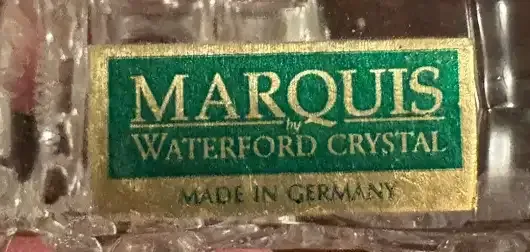 MARQUIS
by
WATERFORD CRYSTAL
MADE IN GERMANY